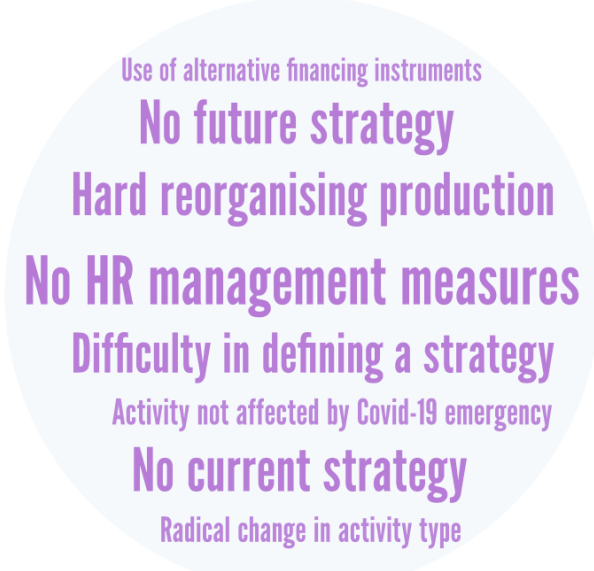 Use of alternative financing instruments
No future strategy
Hard reorganising production
No HR management measures
Difficulty in defining a strategy
Activity not affected by Covid-19 emergency
No current strategy
Radical change in activity type